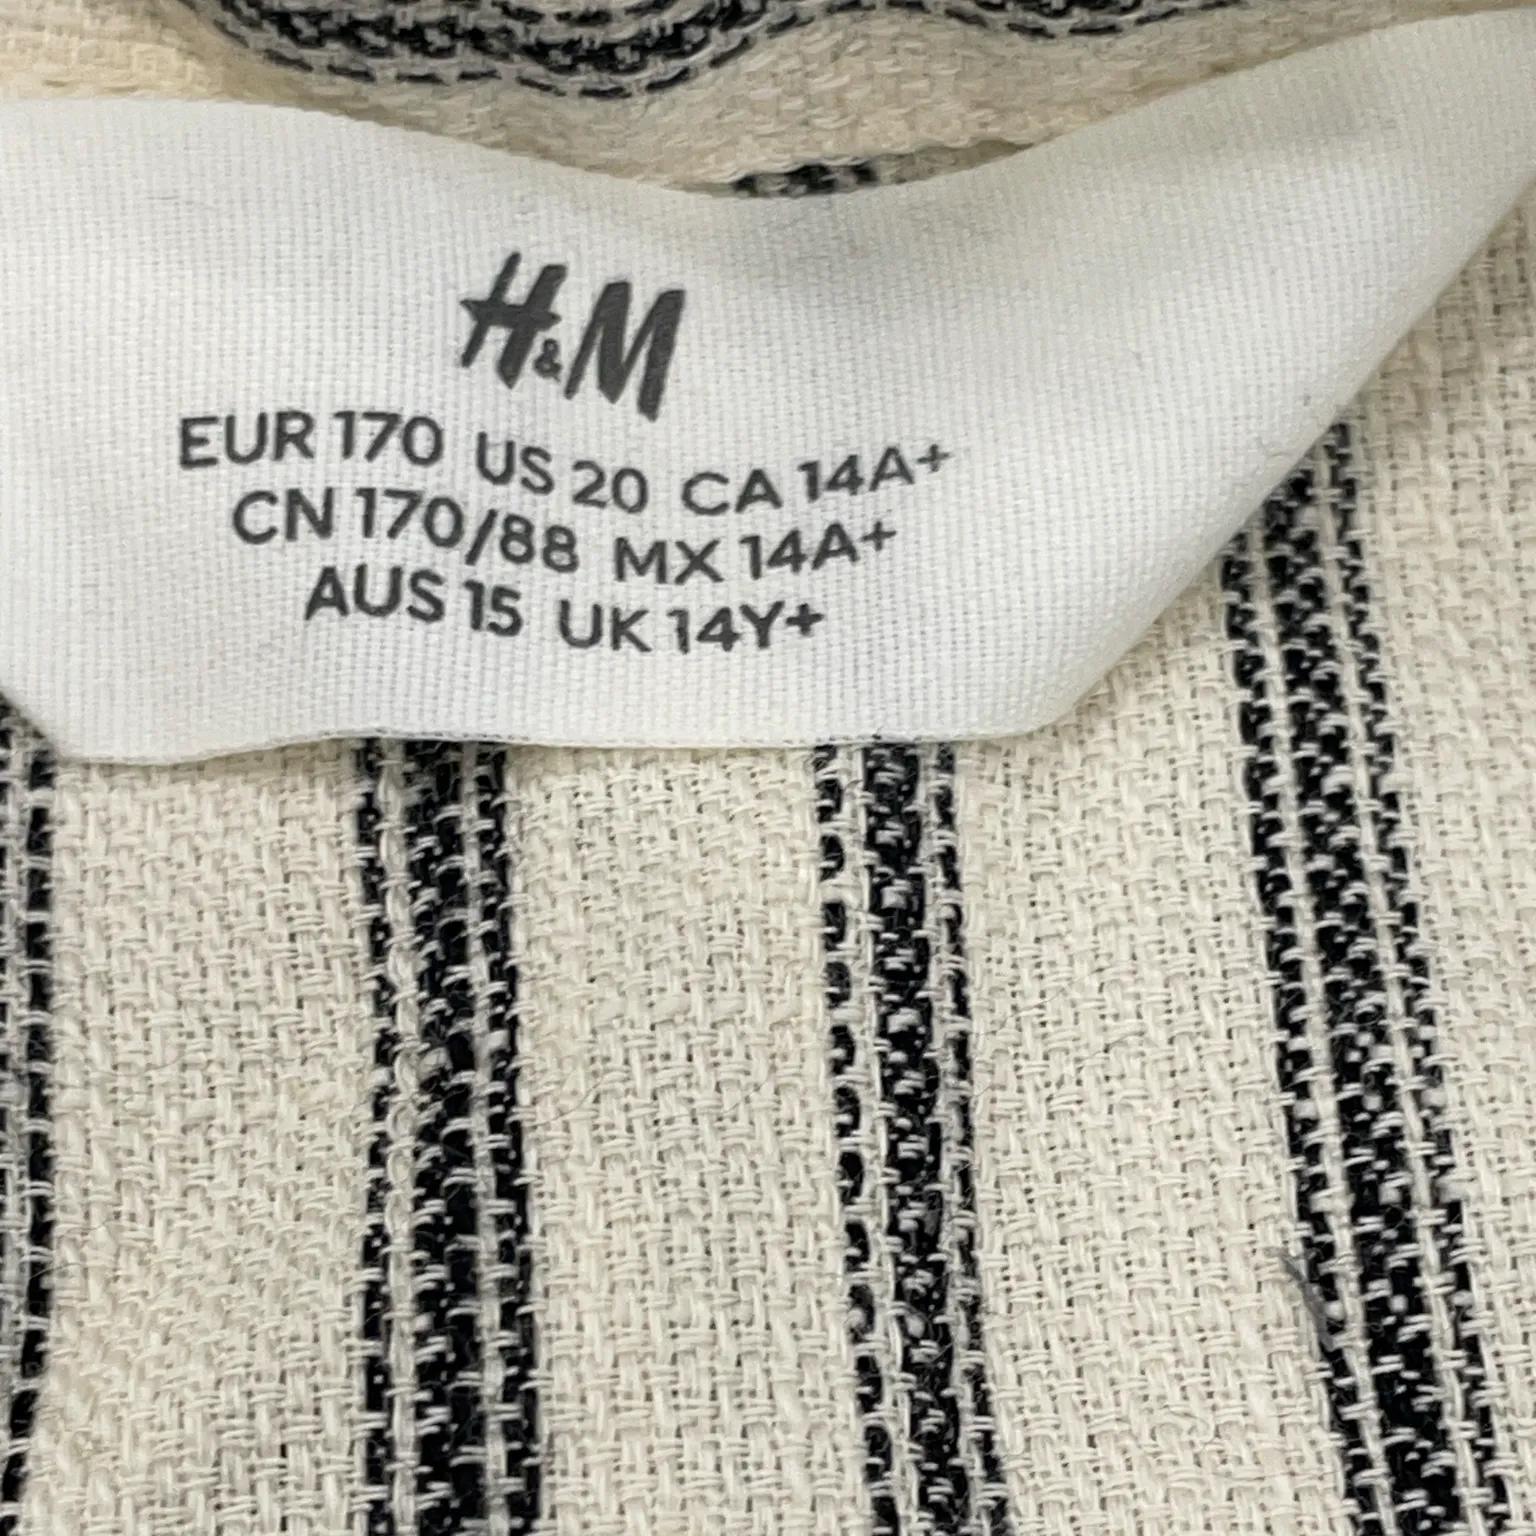 H&M
EUR 170 US 20 CA 14A+
CN 170/88 MX 14A+
AUS 15 UK 14Y+